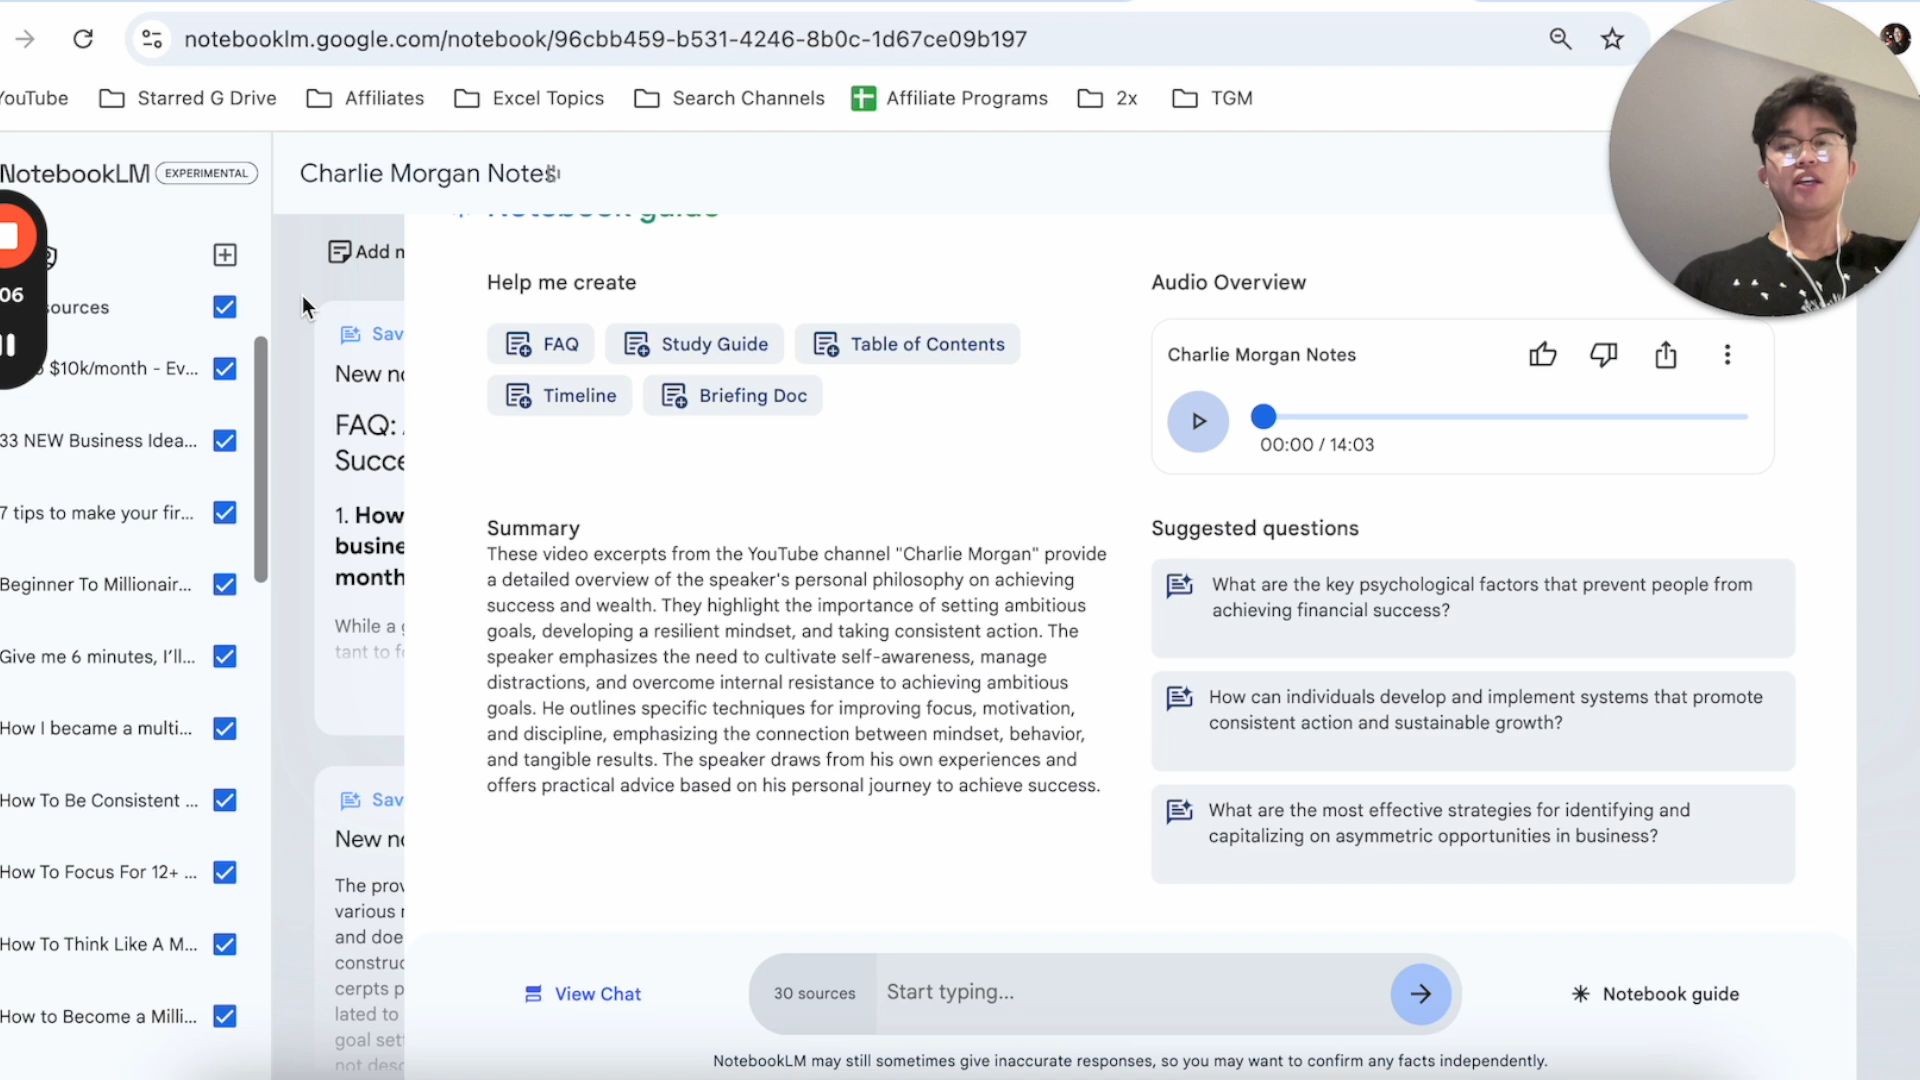 notebooklm.google.com/notebook/96cbb459-b531-4246-8b0c-1d67ce09b197
YouTube
Starred G Drive
Affiliates
Excel Topics
Search Channels
Affiliate Programs
2x
TGM
NotebookLM
EXPERIMENTAL
Charlie Morgan Notes
Notebook guide
06
ources
$10k/month - Ev...
33 NEW Business Idea...
7 tips to make your fir...
Beginner To Millionair...
Give me 6 minutes, I'll...
How I became a multi...
How To Be Consistent ...
How To Focus For 12+ ...
How To Think Like A M...
How to Become a Milli...
Add n
Sav
New no
FAQ:
Succe
1. How
busine
month
While a g
tant to fo
Sav
New no
The prov
various r
and doe
construc
cerpts p
lated to
goal set
not desc
Help me create
FAQ
Study Guide
Table of Contents
Timeline
Briefing Doc
Summary
These video excerpts from the YouTube channel "Charlie Morgan" provide
a detailed overview of the speaker's personal philosophy on achieving
success and wealth. They highlight the importance of setting ambitious
goals, developing a resilient mindset, and taking consistent action. The
speaker emphasizes the need to cultivate self-awareness, manage
distractions, and overcome internal resistance to achieving ambitious
goals. He outlines specific techniques for improving focus, motivation,
and discipline, emphasizing the connection between mindset, behavior,
and tangible results. The speaker draws from his own experiences and
offers practical advice based on his personal journey to achieve success.
Audio Overview
Charlie Morgan Notes
00:00 / 14:03
Suggested questions
What are the key psychological factors that prevent people from
achieving financial success?
How can individuals develop and implement systems that promote
consistent action and sustainable growth?
What are the most effective strategies for identifying and
capitalizing on asymmetric opportunities in business?
View Chat
30 sources
Start typing...
Notebook guide
NotebookLM may still sometimes give inaccurate responses, so you may want to confirm any facts independently.